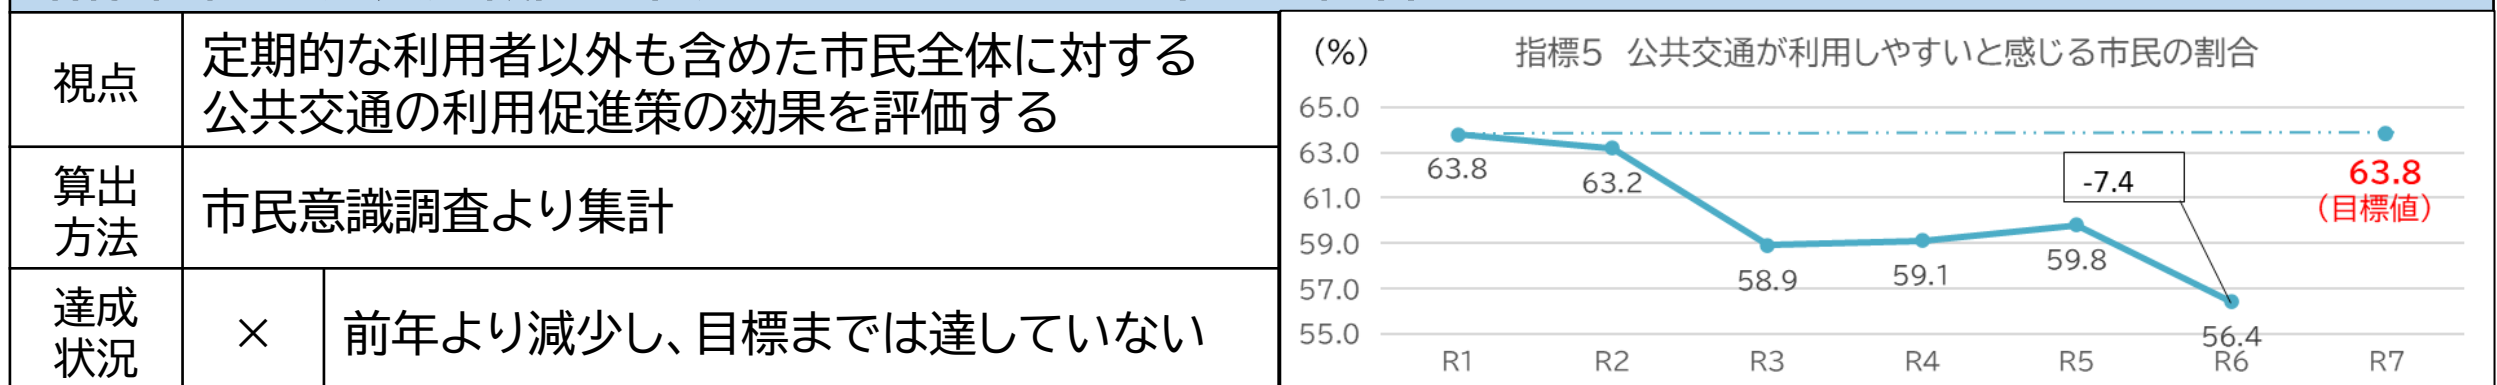 視点
定期的な利用者以外も含めた市民全体に対する
公共交通の利用促進策の効果を評価する
算出
方法
市民意識調査より集計
達成
状況
×
前年より減少し、目標までは達していない
(%)
指標5 公共交通が利用しやすいと感じる市民の割合
65.0
63.0
61.0
59.0
57.0
55.0
63.8
63.2
58.9
59.1
59.8
56.4
-7.4
63.8
(目標値)
R1
R2
R3
R4
R5
R6
R7